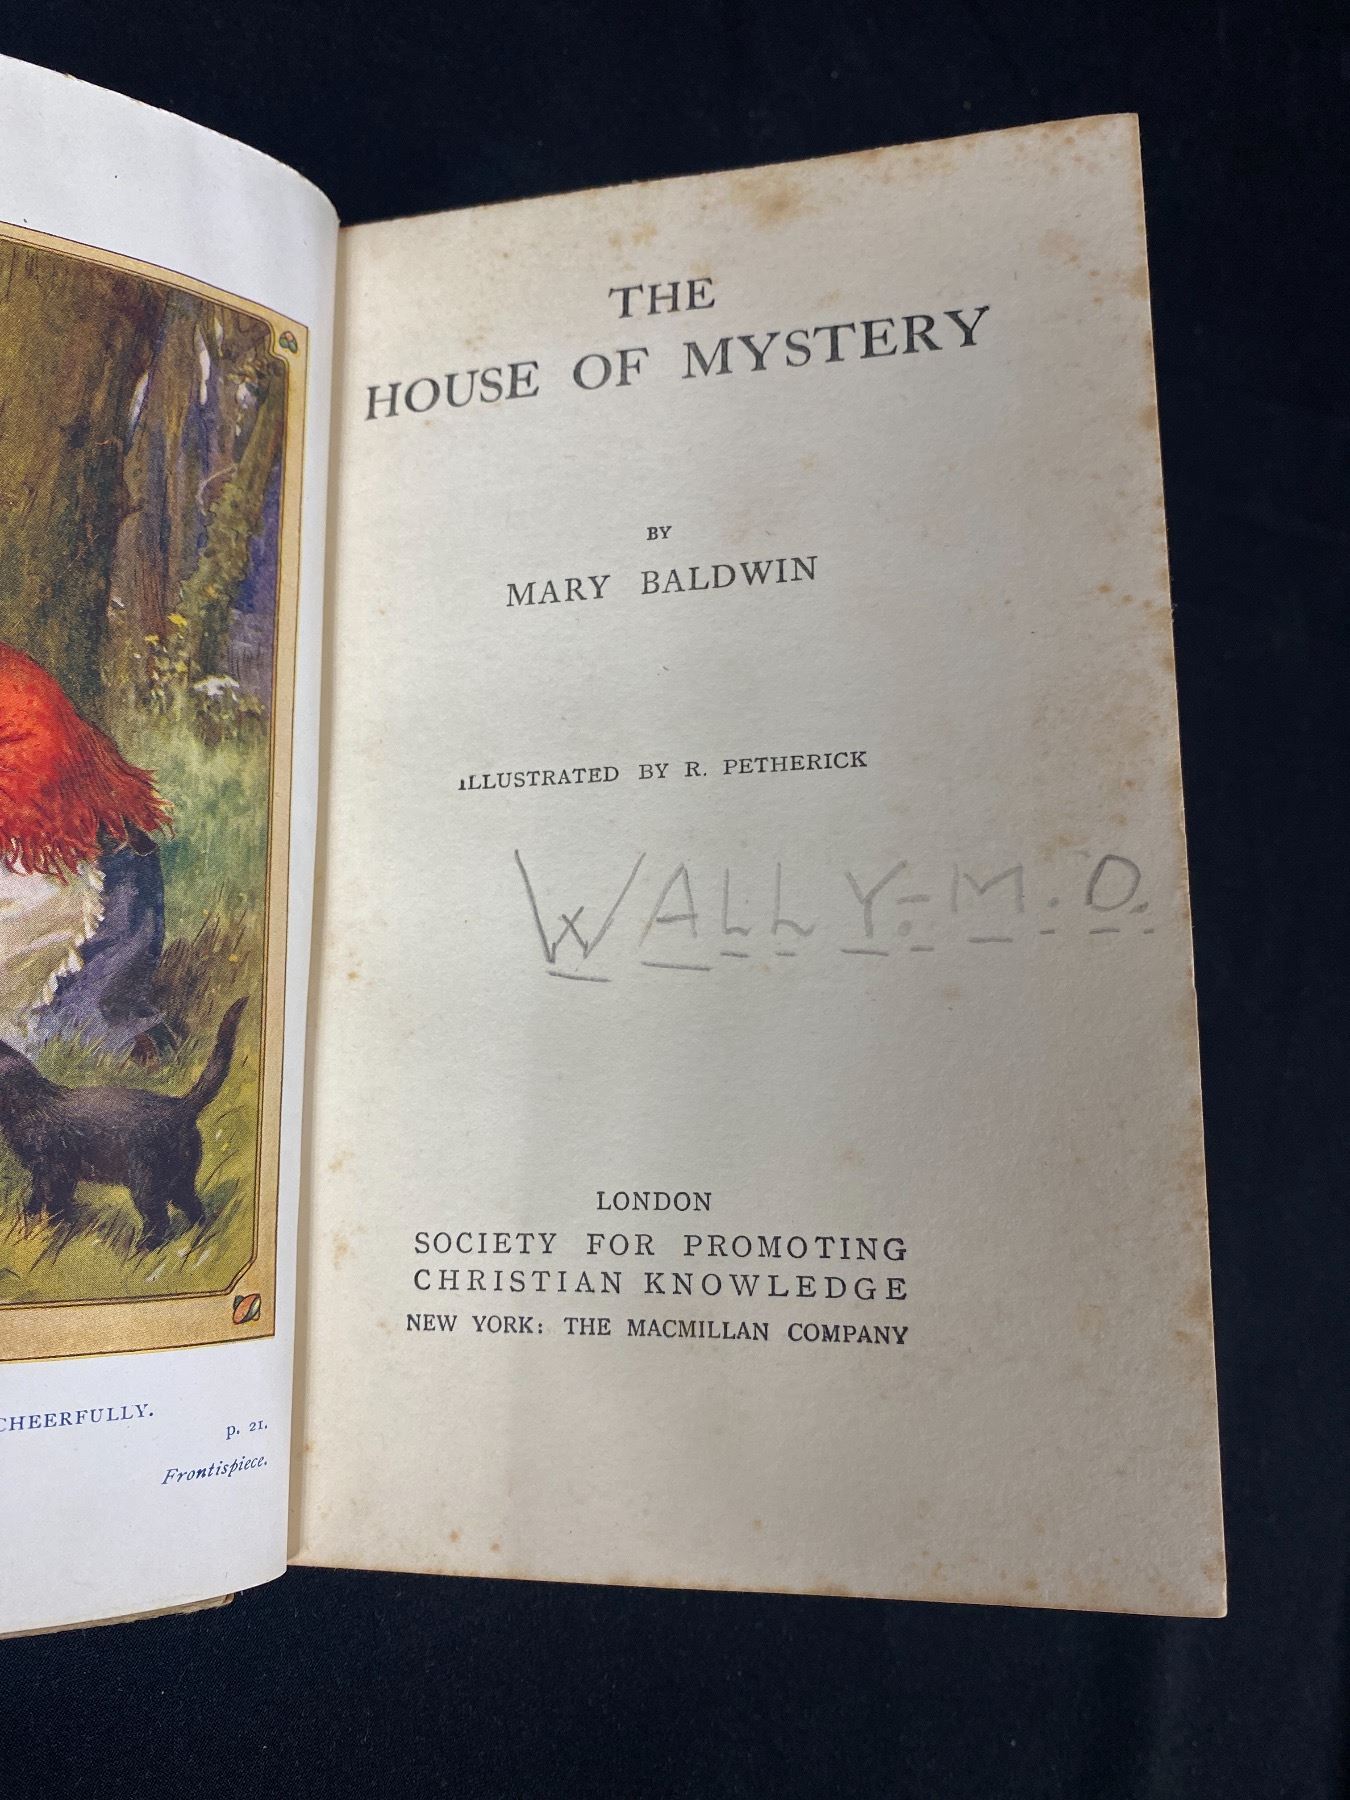 CHEERFULLY.
p. 21.
Frontispiece.
THE
HOUSE OF MYSTERY
BY
MARY BALDWIN
ILLUSTRATED BY R. PETHERICK
WALLY.-M.D.
LONDON
SOCIETY FOR PROMOTING
CHRISTIAN KNOWLEDGE
NEW YORK: THE MACMILLAN COMPANY